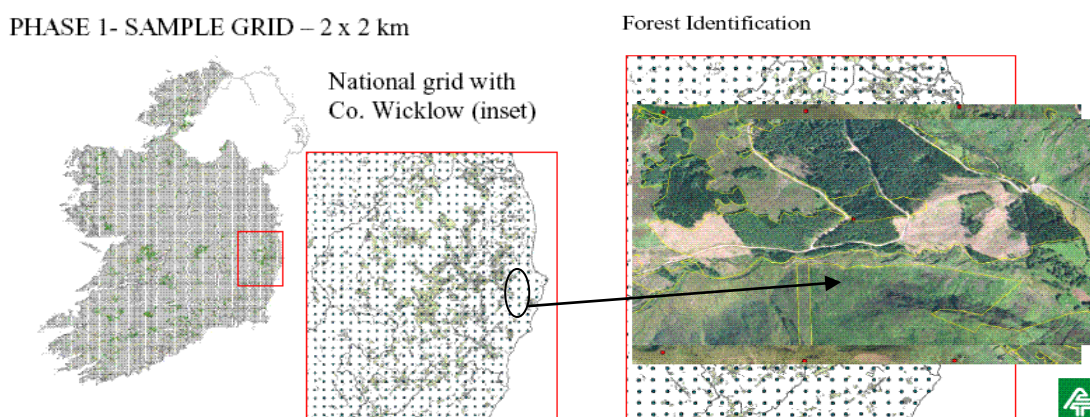 PHASE 1- SAMPLE GRID – 2 x 2 km
Forest Identification
National grid with
Co. Wicklow (inset)